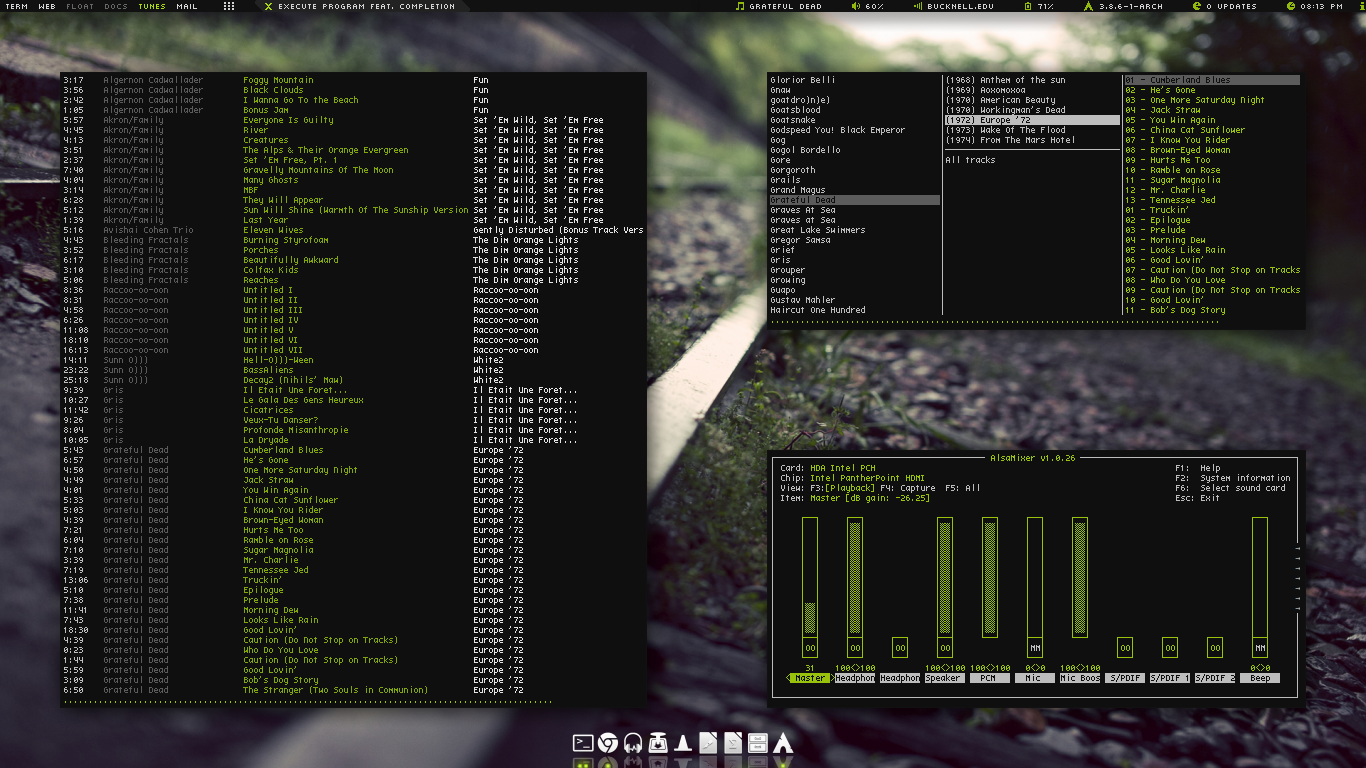 TERM WEB FLOAT DOCS TUNES MAIL EXECUTE PROGRAM FEAT. COMPLETION GRATEFUL DEAD 60% BUCKNELL.EDU 71% 3.8.6-1-ARCH 0 UPDATES 08:13 PM
3:17 Algernon Cadwallader Foggy Mountain Fun
3:56 Algernon Cadwallader Black Clouds Fun
2:42 Algernon Cadwallader I Wanna Go To the Beach Fun
1:05 Algernon Cadwallader Bonus Jam Fun
5:57 Akron/Family Everyone Is Guilty Set 'Em Wild, Set 'Em Free
4:45 Akron/Family River Set 'Em Wild, Set 'Em Free
4:13 Akron/Family Creatures Set 'Em Wild, Set 'Em Free
3:51 Akron/Family The Alps & Their Orange Evergreen Set 'Em Wild, Set 'Em Free
2:37 Akron/Family Set 'Em Free, Pt. 1 Set 'Em Wild, Set 'Em Free
7:40 Akron/Family Gravelly Mountains Of The Moon Set 'Em Wild, Set 'Em Free
4:04 Akron/Family Many Ghosts Set 'Em Wild, Set 'Em Free
3:14 Akron/Family MBF Set 'Em Wild, Set 'Em Free
6:28 Akron/Family They Will Appear Set 'Em Wild, Set 'Em Free
5:12 Akron/Family Sun Will Shine (Warmth Of The Sunship Version Set 'Em Wild, Set 'Em Free
1:39 Akron/Family Last Year Set 'Em Wild, Set 'Em Free
5:16 Avishai Cohen Trio Eleven Wives Gently Disturbed (Bonus Track Vers
4:43 Bleeding Fractals Burning Styrofoam The Dim Orange Lights
3:52 Bleeding Fractals Porches The Dim Orange Lights
6:17 Bleeding Fractals Beautifully Awkward The Dim Orange Lights
3:10 Bleeding Fractals Colfax Kids The Dim Orange Lights
5:06 Bleeding Fractals Reaches The Dim Orange Lights
8:36 Raccoo-oo-oon Untitled I Raccoo-oo-oon
8:31 Raccoo-oo-oon Untitled II Raccoo-oo-oon
4:58 Raccoo-oo-oon Untitled III Raccoo-oo-oon
6:26 Raccoo-oo-oon Untitled IV Raccoo-oo-oon
11:08 Raccoo-oo-oon Untitled V Raccoo-oo-oon
18:10 Raccoo-oo-oon Untitled VI Raccoo-oo-oon
16:13 Raccoo-oo-oon Untitled VII Raccoo-oo-oon
14:11 Sunn O))) Hell-O)))-Ween White2
23:22 Sunn O))) BassAliens White2
25:18 Sunn O))) Decay2 (Nihils' Maw) White2
9:39 Gris Il Etait Une Foret... Il Etait Une Foret...
10:27 Gris Le Gala Des Gens Heureux Il Etait Une Foret...
11:42 Gris Cicatrices Il Etait Une Foret...
9:26 Gris Veux-Tu Danser? Il Etait Une Foret...
8:04 Gris Profonde Misanthropie Il Etait Une Foret...
10:05 Gris La Dryade Il Etait Une Foret...
5:43 Grateful Dead Cumberland Blues Europe '72
6:57 Grateful Dead He's Gone Europe '72
4:50 Grateful Dead One More Saturday Night Europe '72
4:49 Grateful Dead Jack Straw Europe '72
4:01 Grateful Dead You Win Again Europe '72
5:33 Grateful Dead China Cat Sunflower Europe '72
5:03 Grateful Dead I Know You Rider Europe '72
4:39 Grateful Dead Brown-Eyed Woman Europe '72
7:21 Grateful Dead Hurts Me Too Europe '72
6:04 Grateful Dead Ramble on Rose Europe '72
7:10 Grateful Dead Sugar Magnolia Europe '72
3:39 Grateful Dead Mr. Charlie Europe '72
7:19 Grateful Dead Tennessee Jed Europe '72
13:06 Grateful Dead Truckin' Europe '72
5:10 Grateful Dead Epilogue Europe '72
7:38 Grateful Dead Prelude Europe '72
11:41 Grateful Dead Morning Dew Europe '72
7:43 Grateful Dead Looks Like Rain Europe '72
18:30 Grateful Dead Good Lovin' Europe '72
4:39 Grateful Dead Caution (Do Not Stop on Tracks) Europe '72
0:23 Grateful Dead Who Do You Love Europe '72
1:44 Grateful Dead Caution (Do Not Stop on Tracks) Europe '72
5:59 Grateful Dead Good Lovin' Europe '72
3:09 Grateful Dead Bob's Dog Story Europe '72
6:50 Grateful Dead The Stranger (Two Souls in Communion) Europe '72
Glorior Belli
Gnaw
goat(dro)n(e)
Goatsblood
Goatsnake
Godspeed You! Black Emperor
Gog
Gogol Bordello
Gore
Gorgoroth
Grails
Grand Magus
Grateful Dead
Graves At Sea
Graves at Sea
Great Lake Swimmers
Gregor Samsa
Grief
Gris
Grouper
Growing
Guapo
Gustav Mahler
Haircut One Hundred
(1968) Anthem of the sun
(1969) Aoxomoxoa
(1970) American Beauty
(1970) Workingman's Dead
(1972) Europe '72
(1973) Wake Of The Flood
(1974) From The Mars Hotel
All tracks
01 - Cumberland Blues
02 - He's Gone
03 - One More Saturday Night
04 - Jack Straw
05 - You Win Again
06 - China Cat Sunflower
07 - I Know You Rider
08 - Brown-Eyed Woman
09 - Hurts Me Too
10 - Ramble on Rose
11 - Sugar Magnolia
12 - Mr. Charlie
13 - Tennessee Jed
01 - Truckin'
02 - Epilogue
03 - Prelude
04 - Morning Dew
05 - Looks Like Rain
06 - Good Lovin'
07 - Caution (Do Not Stop on Tracks
08 - Who Do You Love
09 - Caution (Do Not Stop on Tracks
10 - Good Lovin'
11 - Bob's Dog Story
AlsaMixer v1.0.26
Card: HDA Intel PCH F1: Help
Chip: Intel PantherPoint HDMI F2: System information
View: F3:[Playback] F4: Capture F5: All F6: Select sound card
Item: Master [dB gain: -26.25] Esc: Exit
OO OO OO OO MM OO OO OO MM
31 100<>100 100<>100 100<>100 0<>0 100<>100 0<>0
<Master> Headphon Headphon Speaker PCM Mic Mic Boos S/PDIF S/PDIF 1 S/PDIF 2 Beep